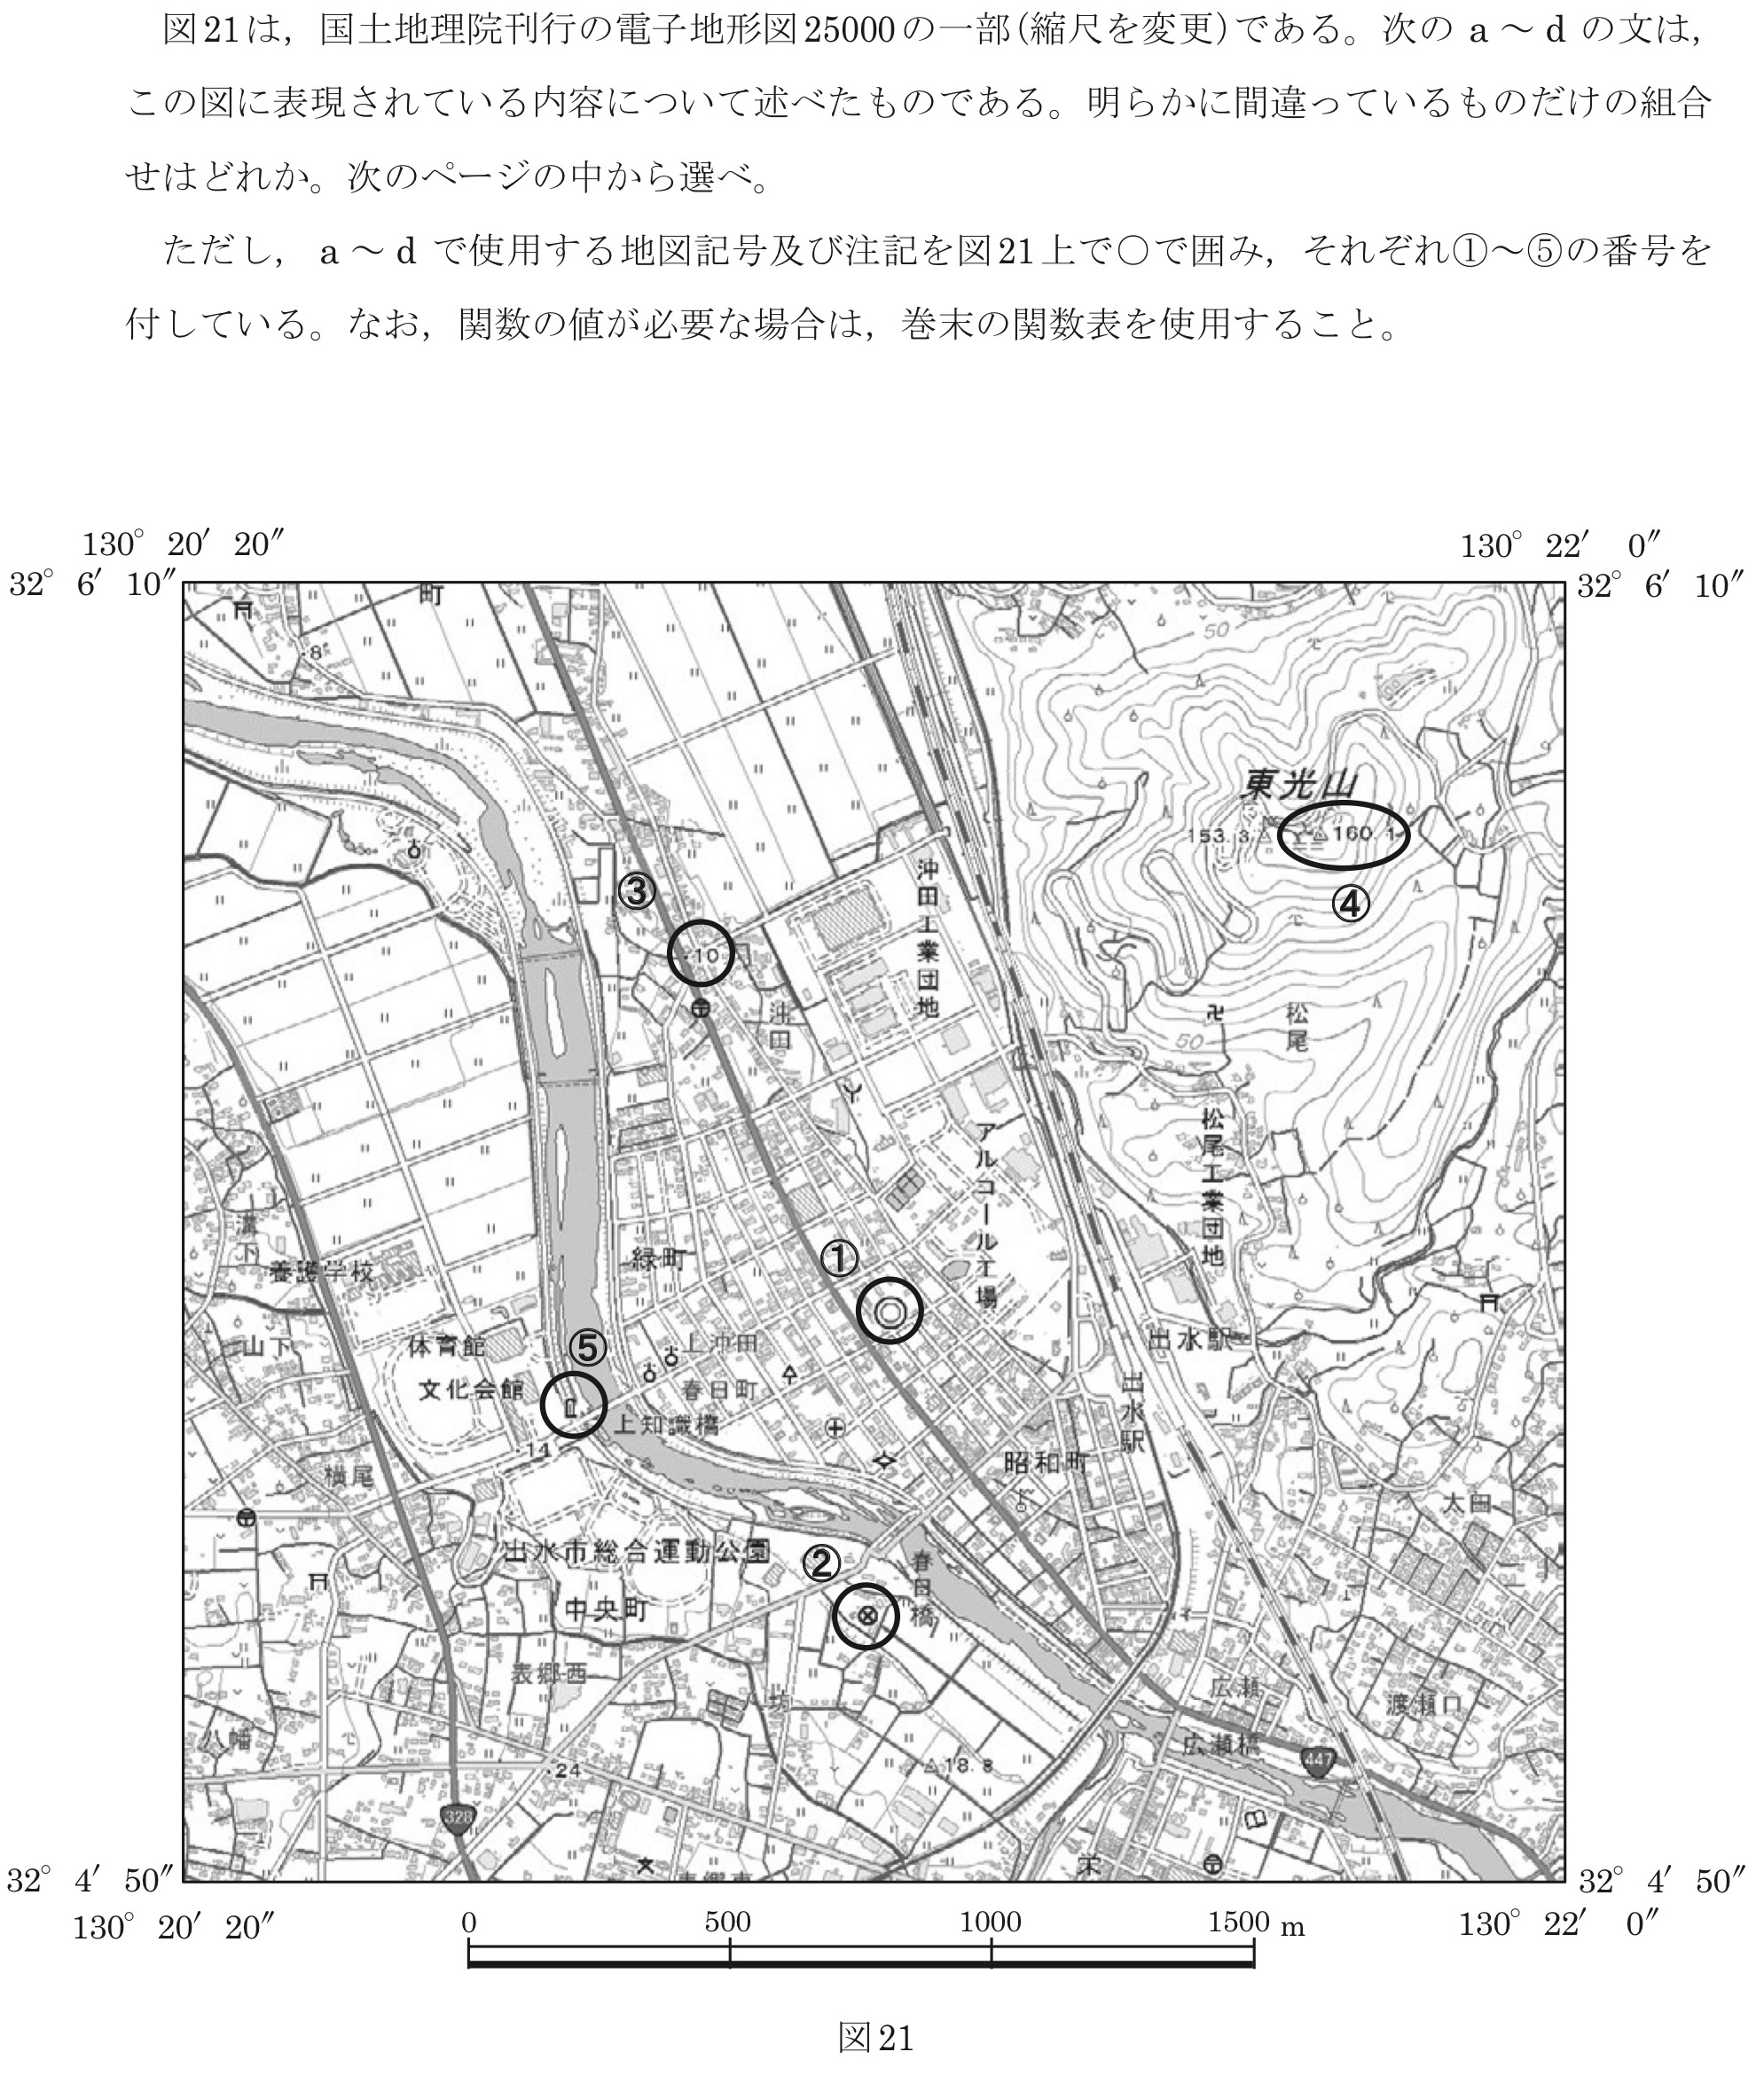 図21は，国土地理院刊行の電子地形図25000の一部(縮尺を変更)である。次の a ～ d の文は，
この図に表現されている内容について述べたものである。明らかに間違っているものだけの組合
せはどれか。次のページの中から選べ。
ただし， a ～ d で使用する地図記号及び注記を図21上で○で囲み，それぞれ①～⑤の番号を
付している。なお，関数の値が必要な場合は，巻末の関数表を使用すること。
130° 20′ 20″
130° 22′ 0″
32° 6′ 10″
32° 6′ 10″
町
50
・8
東光山
153.3
160.1
④
沖田工業団地
③
・10
沖田
卍
松尾
50
松尾工業団地
アルコール工場
養護学校
緑町
①
山下
体育館
⑤
上沖田
出水駅
文化会館
春日町
出水駅
上知識橋
・14
昭和町
横尾
太田
出水市総合運動公園
②
春日橋
中央町
表郷西
広瀬
渡瀬口
八幡
広瀬橋
447
・24
18.8
328
文
32° 4′ 50″
32° 4′ 50″
130° 20′ 20″
130° 22′ 0″
0 500 1000 1500 m
図21